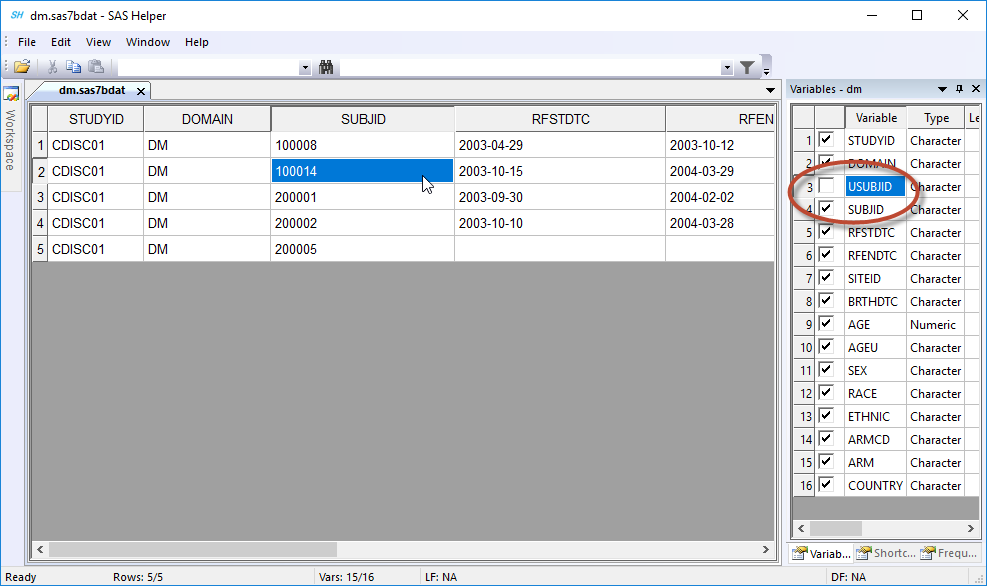 SH dm.sas7bdat - SAS Helper
File Edit View Window Help
Workspace
dm.sas7bdat
STUDYID DOMAIN SUBJID RFSTDTC RFEN
1 CDISC01 DM 100008 2003-04-29 2003-10-12
2 CDISC01 DM 100014 2003-10-15 2004-03-29
3 CDISC01 DM 200001 2003-09-30 2004-02-02
4 CDISC01 DM 200002 2003-10-10 2004-03-28
5 CDISC01 DM 200005
Variables - dm
Variable Type Le
1 STUDYID Character
2 DOMAIN Character
3 USUBJID Character
4 SUBJID Character
5 RFSTDTC Character
6 RFENDTC Character
7 SITEID Character
8 BRTHDTC Character
9 AGE Numeric
10 AGEU Character
11 SEX Character
12 RACE Character
13 ETHNIC Character
14 ARMCD Character
15 ARM Character
16 COUNTRY Character
Variab... Shortc... Frequ...
Ready Rows: 5/5 Vars: 15/16 LF: NA DF: NA